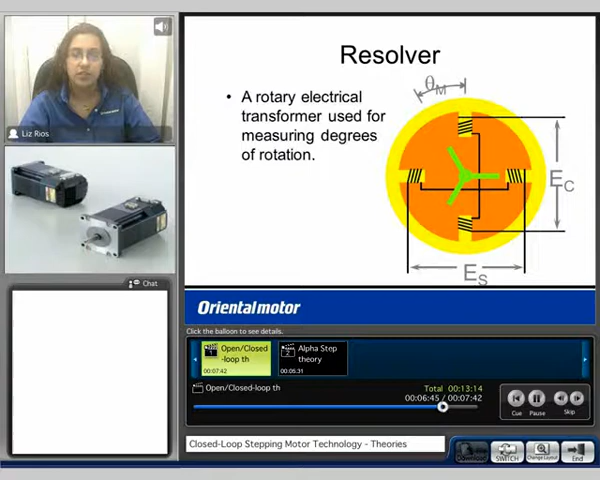 Liz Rios
Chat
Resolver
• A rotary electrical
transformer used for
measuring degrees
of rotation.
θM
EC
ES
Orientalmotor
Click the balloon to see details.
1
Open/Closed
-loop th
00:07:42
2
Alpha Step
theory
00:05:31
Open/Closed-loop th
Total 00:13:14
00:06:45 / 00:07:42
Cue
Pause
Skip
Closed-Loop Stepping Motor Technology - Theories
Download
SWITCH
Change Layout
End